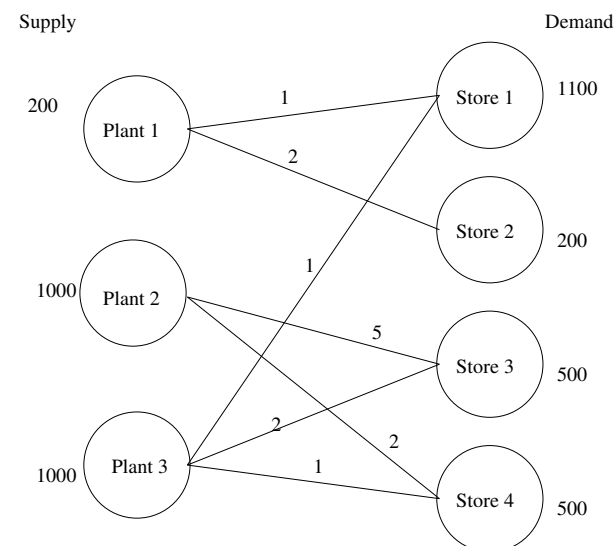 Supply
Demand
200
Plant 1
1
Store 1
1100
2
Store 2
200
1000
Plant 2
1
5
Store 3
500
2
2
1000
Plant 3
1
Store 4
500